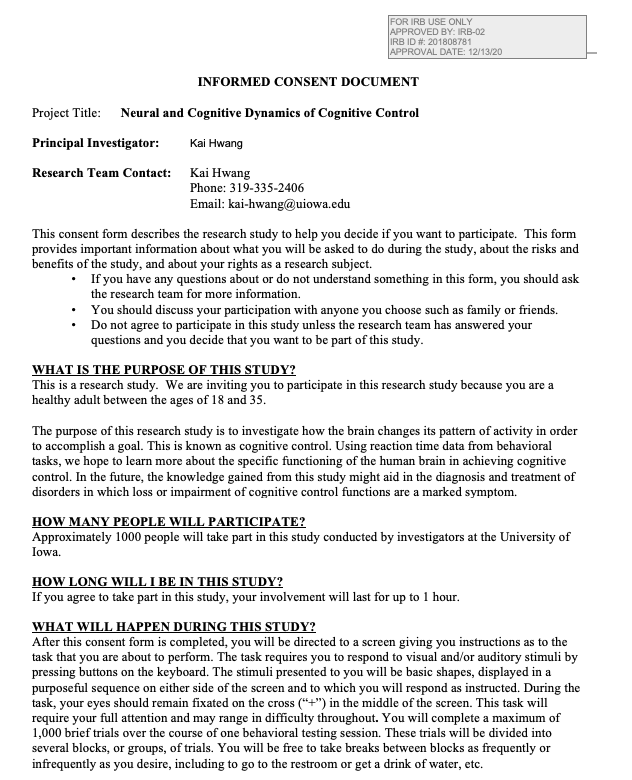 FOR IRB USE ONLY
APPROVED BY: IRB-02
IRB ID #: 201808781
APPROVAL DATE: 12/13/20
INFORMED CONSENT DOCUMENT
Project Title: Neural and Cognitive Dynamics of Cognitive Control
Principal Investigator: Kai Hwang
Research Team Contact: Kai Hwang
Phone: 319-335-2406
Email: kai-hwang@uiowa.edu
This consent form describes the research study to help you decide if you want to participate. This form
provides important information about what you will be asked to do during the study, about the risks and
benefits of the study, and about your rights as a research subject.
• If you have any questions about or do not understand something in this form, you should ask
the research team for more information.
• You should discuss your participation with anyone you choose such as family or friends.
• Do not agree to participate in this study unless the research team has answered your
questions and you decide that you want to be part of this study.
WHAT IS THE PURPOSE OF THIS STUDY?
This is a research study. We are inviting you to participate in this research study because you are a
healthy adult between the ages of 18 and 35.
The purpose of this research study is to investigate how the brain changes its pattern of activity in order
to accomplish a goal. This is known as cognitive control. Using reaction time data from behavioral
tasks, we hope to learn more about the specific functioning of the human brain in achieving cognitive
control. In the future, the knowledge gained from this study might aid in the diagnosis and treatment of
disorders in which loss or impairment of cognitive control functions are a marked symptom.
HOW MANY PEOPLE WILL PARTICIPATE?
Approximately 1000 people will take part in this study conducted by investigators at the University of
Iowa.
HOW LONG WILL I BE IN THIS STUDY?
If you agree to take part in this study, your involvement will last for up to 1 hour.
WHAT WILL HAPPEN DURING THIS STUDY?
After this consent form is completed, you will be directed to a screen giving you instructions as to the
task that you are about to perform. The task requires you to respond to visual and/or auditory stimuli by
pressing buttons on the keyboard. The stimuli presented to you will be basic shapes, displayed in a
purposeful sequence on either side of the screen and to which you will respond as instructed. During the
task, your eyes should remain fixated on the cross (“+”) in the middle of the screen. This task will
require your full attention and may range in difficulty throughout. You will complete a maximum of
1,000 brief trials over the course of one behavioral testing session. These trials will be divided into
several blocks, or groups, of trials. You will be free to take breaks between blocks as frequently or
infrequently as you desire, including to go to the restroom or get a drink of water, etc.